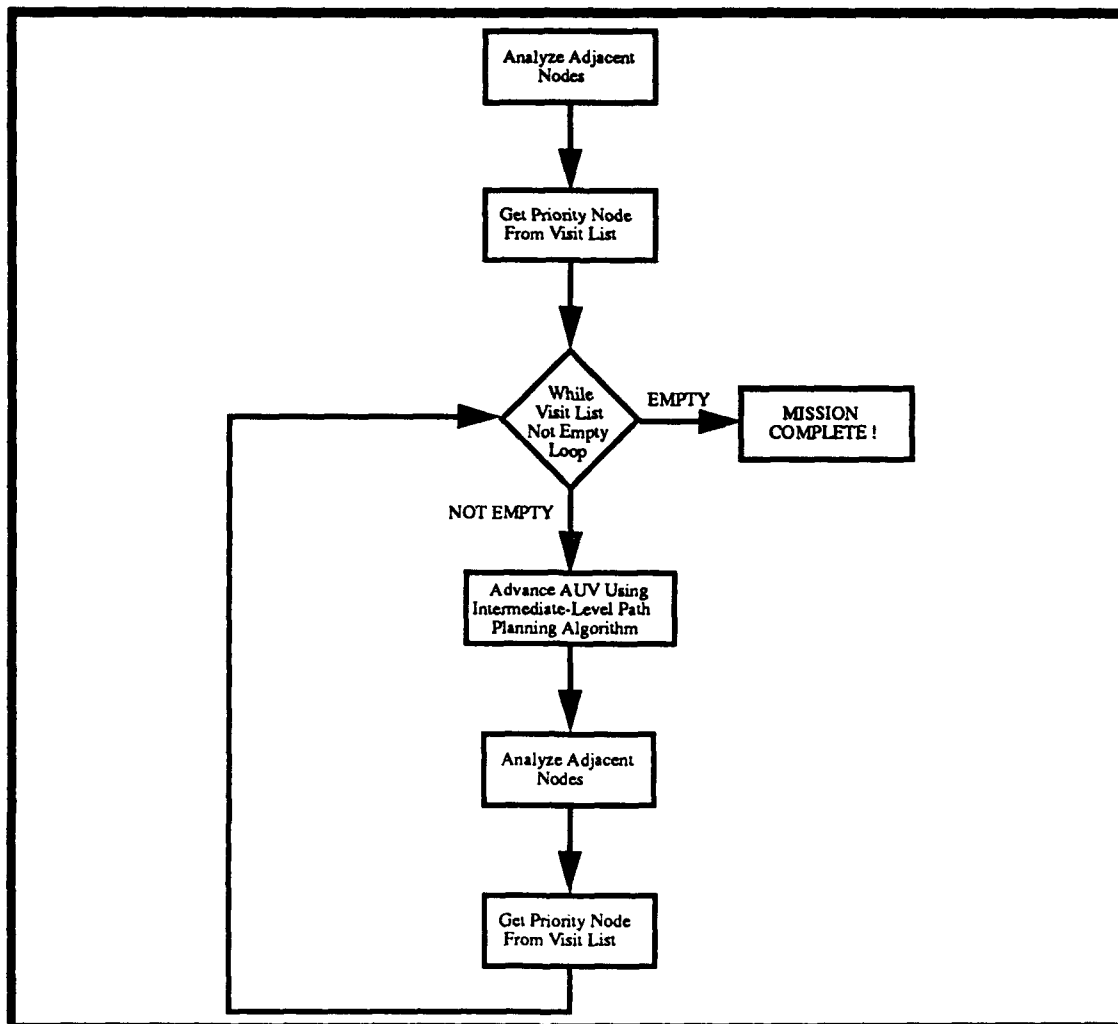 Analyze Adjacent
Nodes
Get Priority Node
From Visit List
While
Visit List
Not Empty
Loop
EMPTY
MISSION
COMPLETE !
NOT EMPTY
Advance AUV Using
Intermediate-Level Path
Planning Algorithm
Analyze Adjacent
Nodes
Get Priority Node
From Visit List